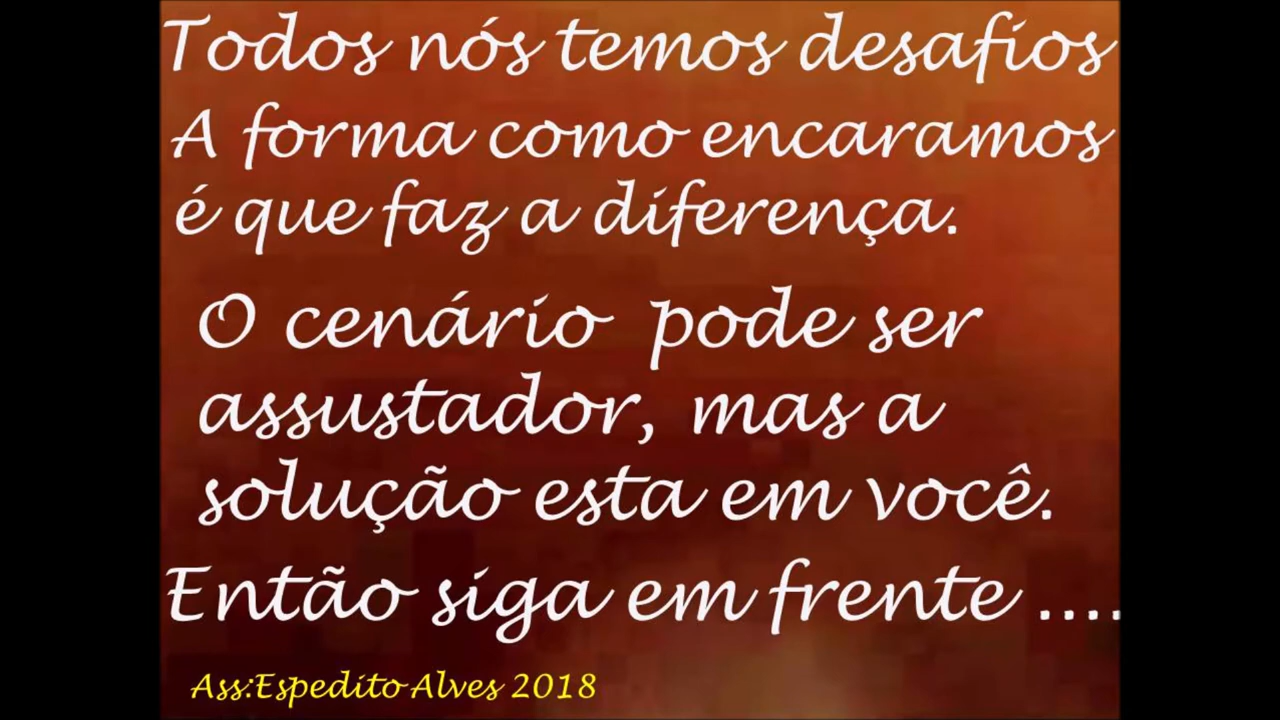 Todos nós temos desafios
A forma como encaramos
é que faz a diferença.
O cenário pode ser
assustador, mas a
solução esta em você.
Então siga em frente ....
Ass:Espedito Alves 2018